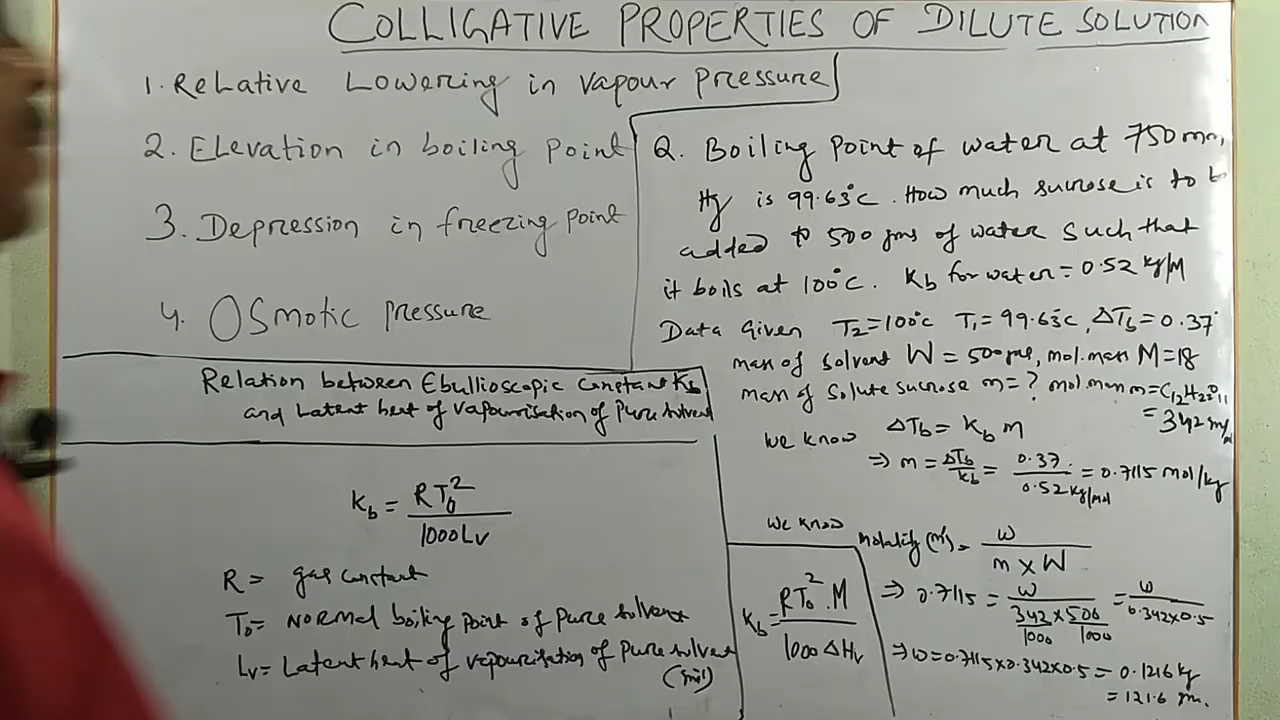 COLLIGATIVE PROPERTIES OF DILUTE SOLUTION
1. Relative Lowering in vapour pressure
2. Elevation in boiling point
3. Depression in freezing point
4. Osmotic pressure
Relation between Ebullioscopic Constant Kb
and Latent heat of vapourisation of Pure solvent
Kb = RT₀² / 1000Lv
R = gas constant
T₀ = Normal boiling point of pure solvent
Lv = Latent heat of vapourisation of pure solvent
Q. Boiling point of water at 750 mm
Hg is 99.63°c. How much sucrose is to b
added to 500 gms of water such that
it boils at 100°c. Kb for water = 0.52 kg/M
Data Given T₂=100°c T₁=99.63°c, ΔTb=0.37°
mass of solvent W = 500 gms, mol.mass M=18
mass of solute sucrose m=? mol.mass m=C₁₂H₂₂O₁₁
= 342
we know ΔTb = Kb m
⇒ m = ΔTb / Kb = 0.37 / 0.52 kg/mol = 0.7115 mol/kg
we know molality (m) = w / m × W
⇒ 0.7115 = w / (342/1000 × 500/1000) = w / 0.342×0.5
⇒ w = 0.7115×0.342×0.5 = 0.1216 kg
= 121.6 gm.
Kb = RT₀².M / 1000 ΔHv